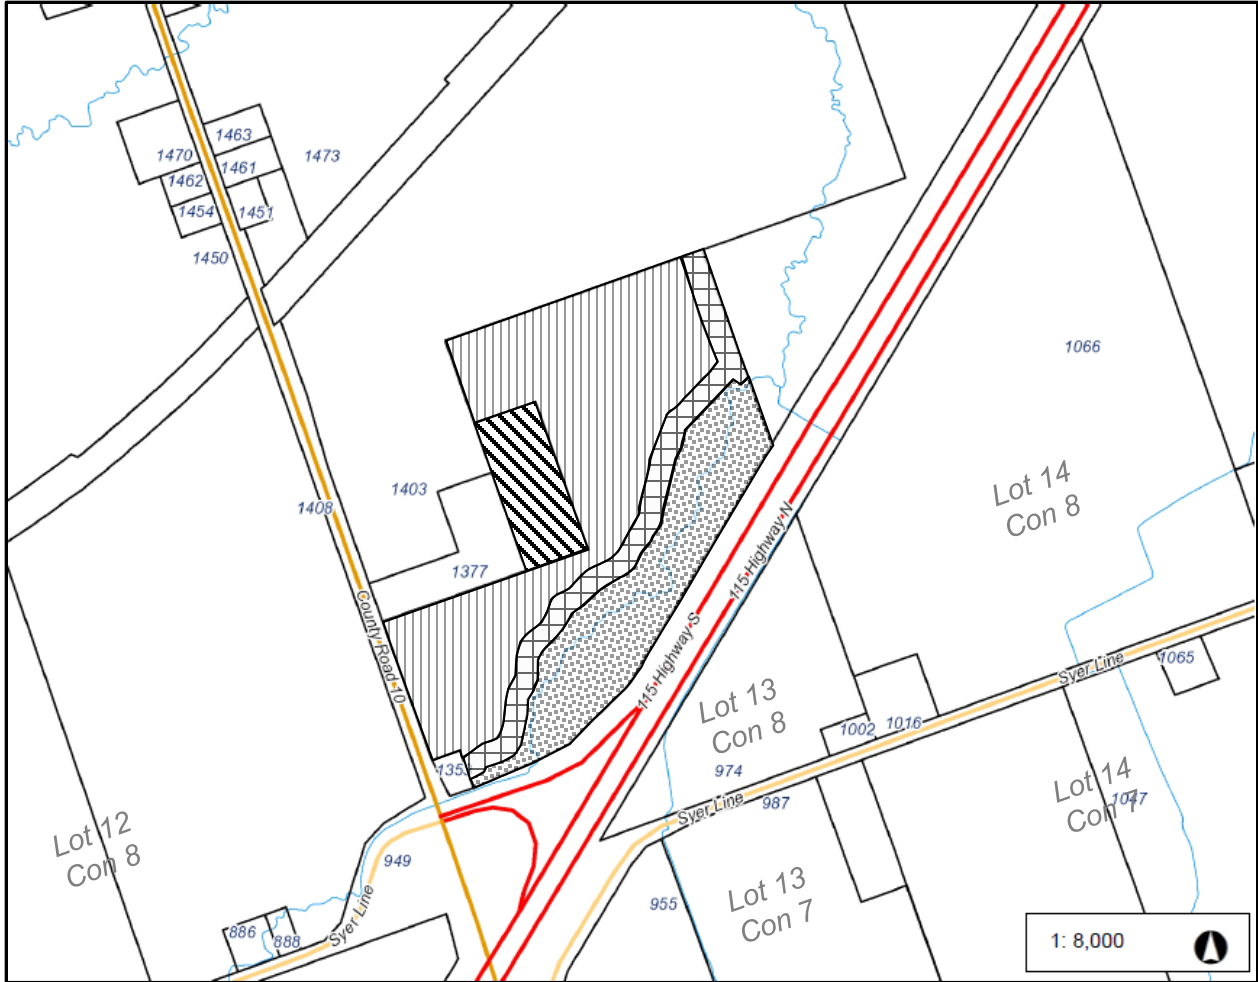 1463
1470
1461
1473
1462
1454
1451
1450
1066
1403
Lot 14
Con 8
1408
115 Highway N
1377
County Road 10
115 Highway S
Syer Line
1065
Lot 13
Con 8
1002
1016
135
974
Lot 14
Con 7
1047
987
Syer Line
Lot 12
Con 8
949
Lot 13
Con 7
955
Syer Line
886
888
1: 8,000